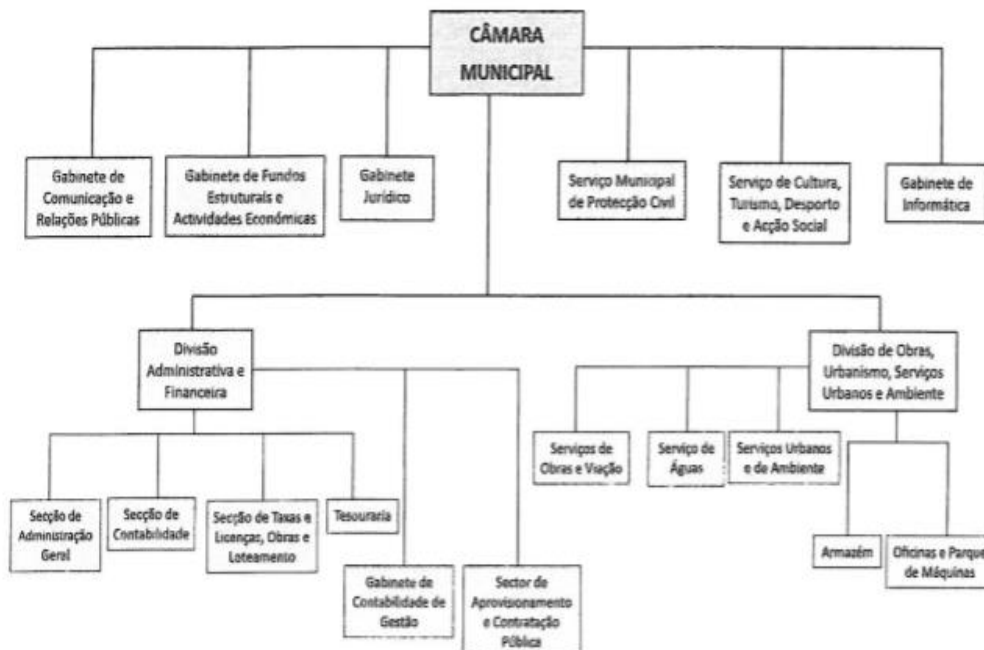 CÂMARA
MUNICIPAL
Gabinete de
Comunicação e
Relações Públicas
Gabinete de Fundos
Estruturais e
Actividades Económicas
Gabinete
Jurídico
Serviço Municipal
de Protecção Civil
Serviço de Cultura,
Turismo, Desporto
e Acção Social
Gabinete de
Informática
Divisão
Administrativa e
Financeira
Divisão de Obras,
Urbanismo, Serviços
Urbanos e Ambiente
Serviços de
Obras e Viação
Serviço de
Águas
Serviços Urbanos
e de Ambiente
Secção de
Administração
Geral
Secção de
Contabilidade
Secção de Taxas e
Licenças, Obras e
Loteamento
Tesouraria
Armazém
Oficinas e Parque
de Máquinas
Gabinete de
Contabilidade de
Gestão
Sector de
Aprovisionamento
e Contratação
Pública